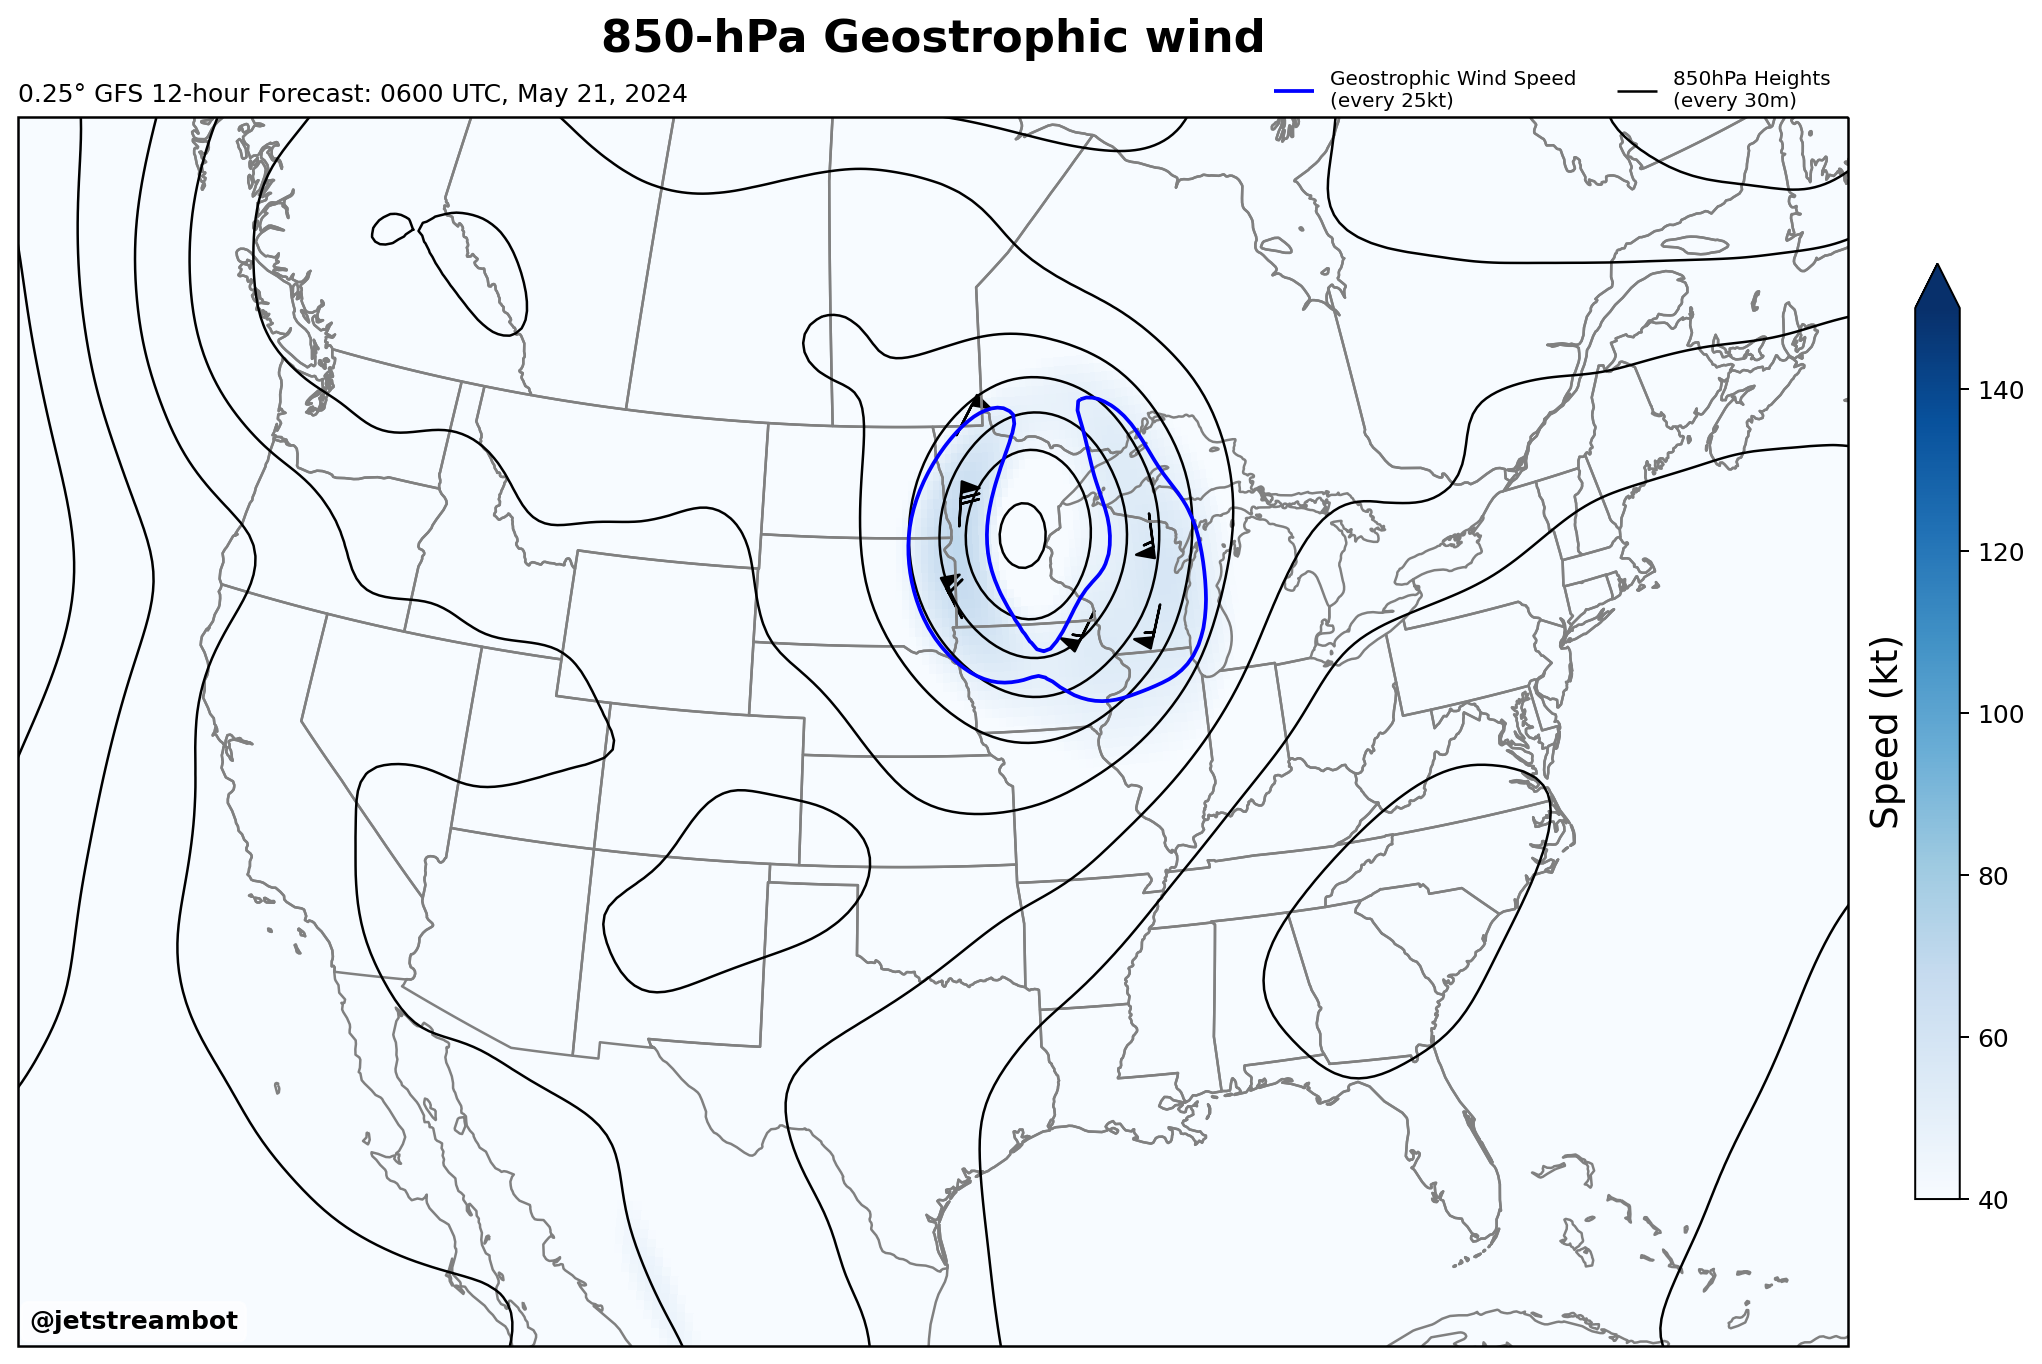 850-hPa Geostrophic wind
0.25° GFS 12-hour Forecast: 0600 UTC, May 21, 2024
Geostrophic Wind Speed
(every 25kt)
850hPa Heights
(every 30m)
140
120
100
80
60
40
Speed (kt)
@jetstreambot